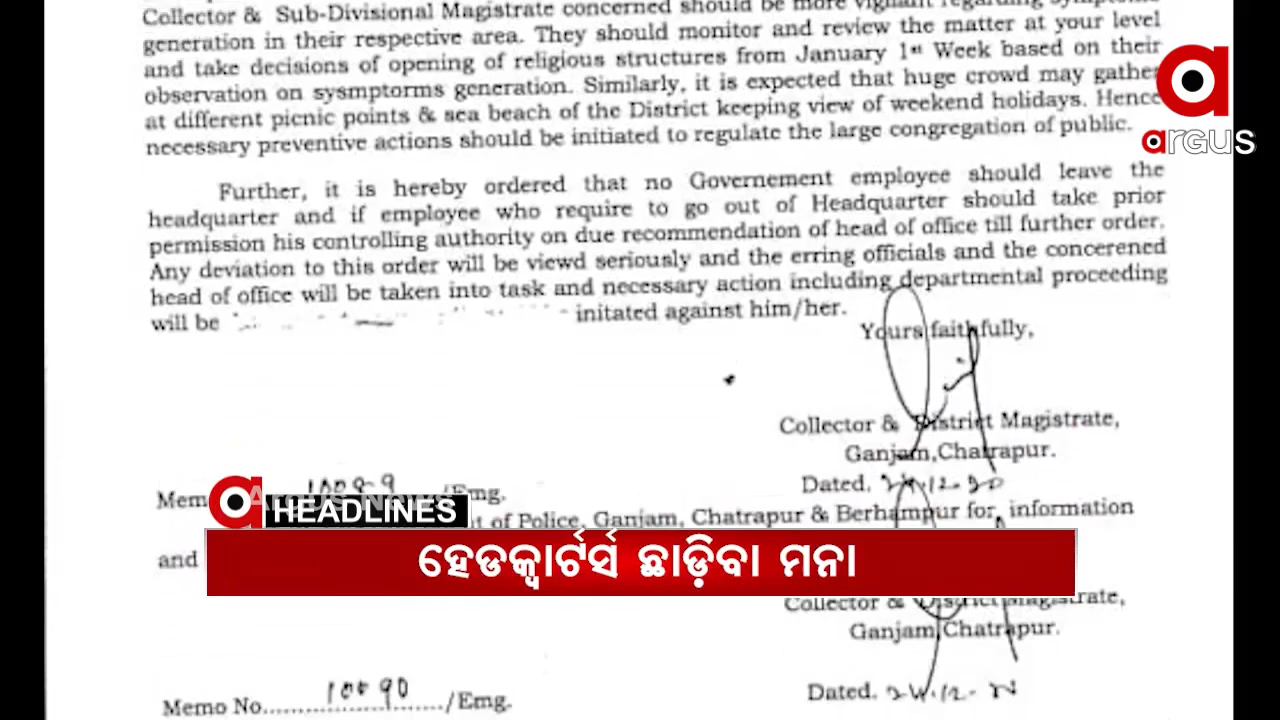 Collector & Sub-Divisional Magistrate concerned should be more vigilant regarding
generation in their respective area. They should monitor and review the matter at your level
and take decisions of opening of religious structures from January 1st Week based on their
observation on sysmptorms generation. Similarly, it is expected that huge crowd may gather
at different picnic points & sea beach of the District keeping view of weekend holidays. Hence
necessary preventive actions should be initiated to regulate the large congregation of public.
argus
Further, it is hereby ordered that no Governement employee should leave the
headquarter and if employee who require to go out of Headquarter should take prior
permission his controlling authority on due recommendation of head of office till further order.
Any deviation to this order will be viewd seriously and the erring officials and the concerened
head of office will be taken into task and necessary action including departmental proceeding
will be initated against him/her.
Yours faithfully,
Collector & District Magistrate,
Ganjam,Chatrapur.
Dated. 24.12.20
Memo 10089 /Emg.
HEADLINES
of Police, Ganjam, Chatrapur & Berhampur for information
and
ହେଡକ୍ୱାର୍ଟର୍ସ ଛାଡ଼ିବା ମନା
Collector & District Magistrate,
Ganjam,Chatrapur.
Memo No.........................../Emg. 10090
Dated. 24.12.